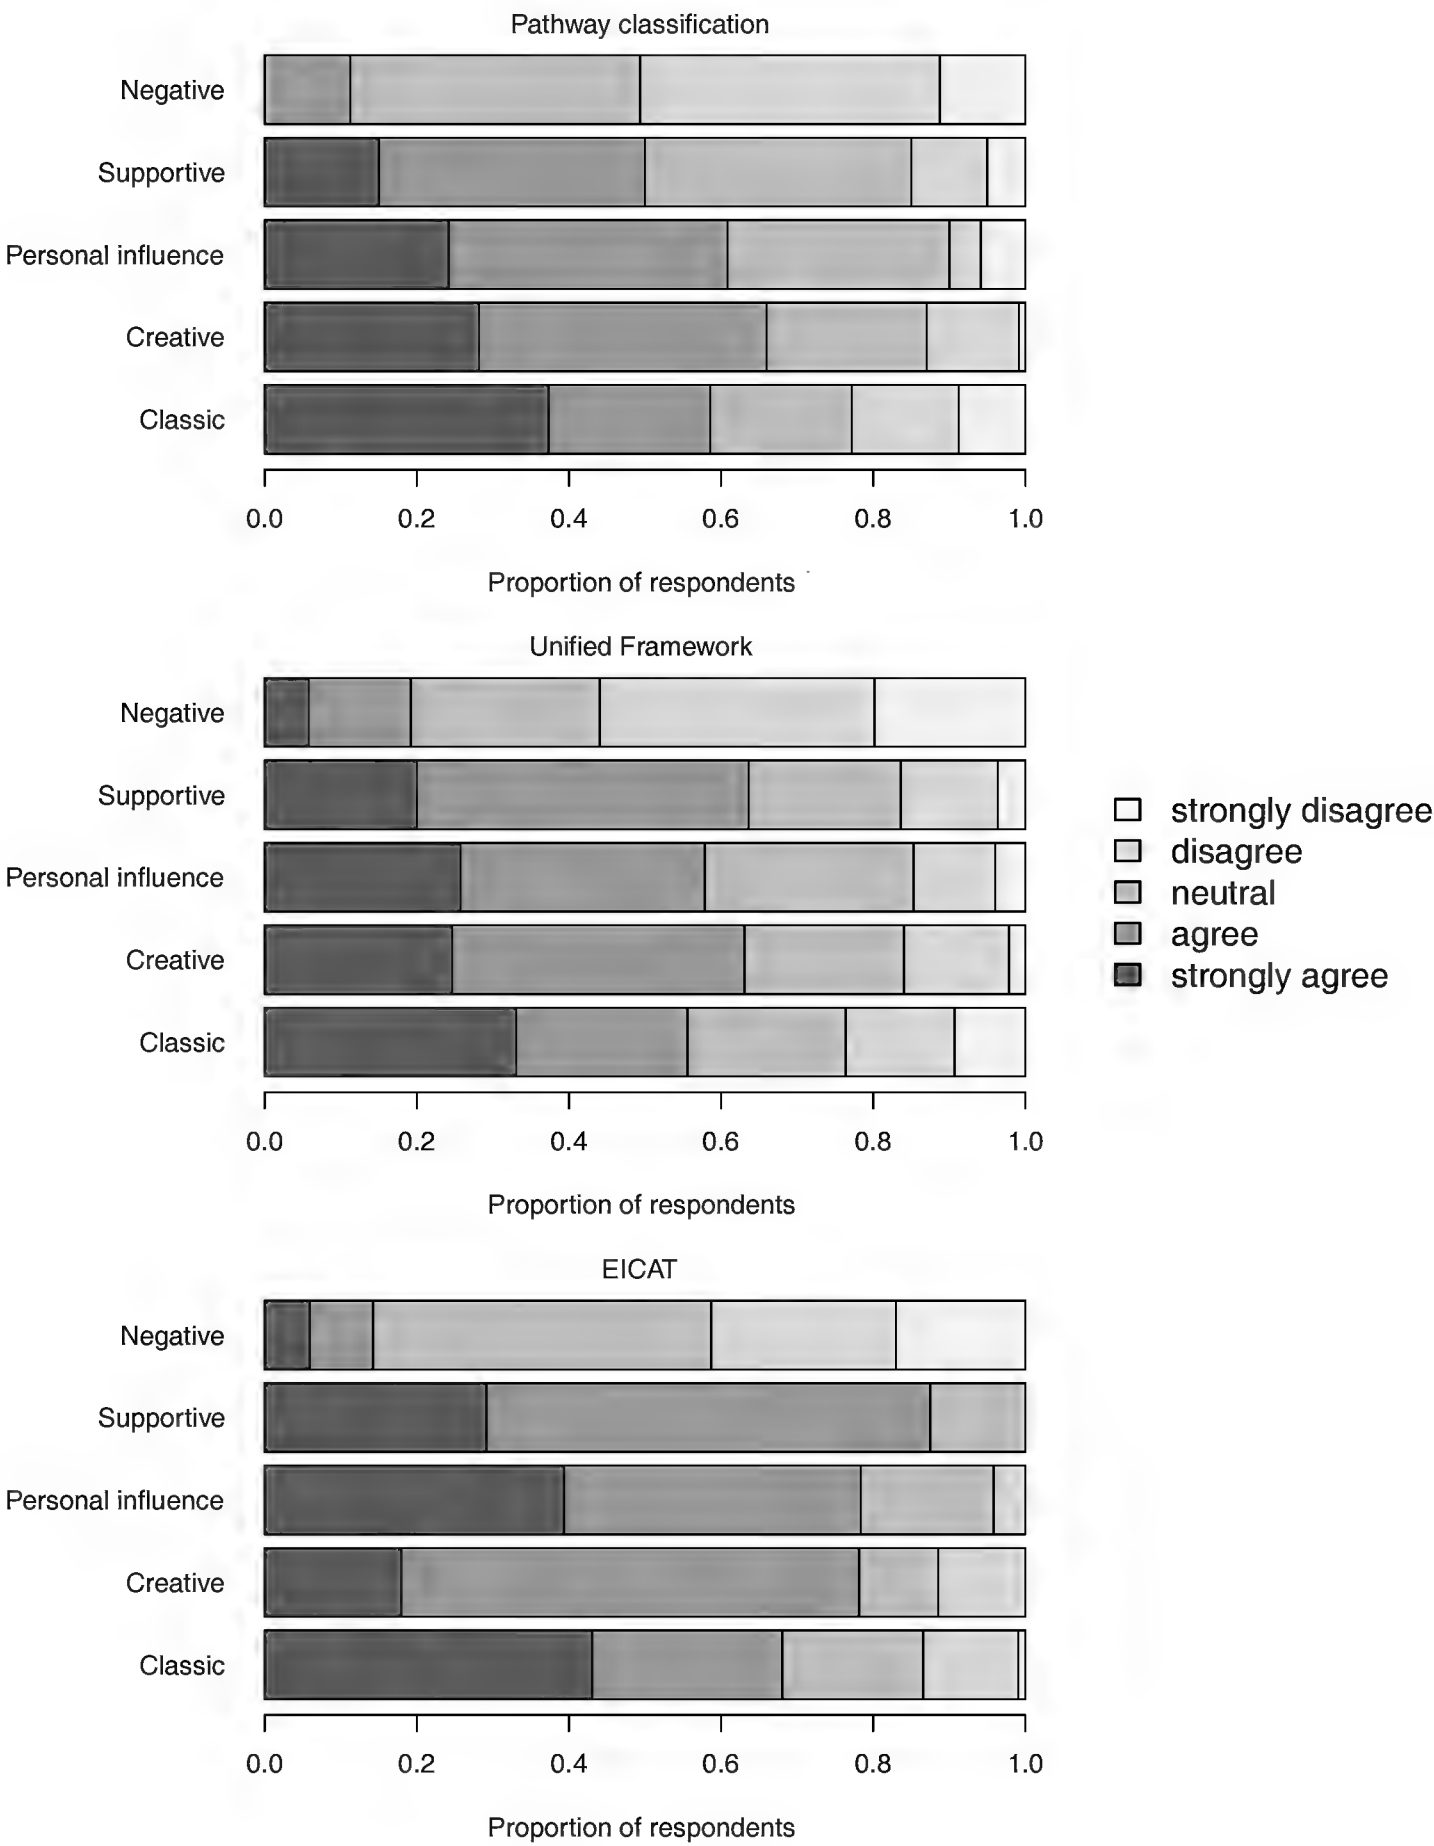 Pathway classification
Negative
Supportive
Personal influence
Creative
Classic
0.0 0.2 0.4 0.6 0.8 1.0
Proportion of respondents
Unified Framework
Negative
Supportive
Personal influence
Creative
Classic
0.0 0.2 0.4 0.6 0.8 1.0
Proportion of respondents
strongly disagree
disagree
neutral
agree
strongly agree
EICAT
Negative
Supportive
Personal influence
Creative
Classic
0.0 0.2 0.4 0.6 0.8 1.0
Proportion of respondents